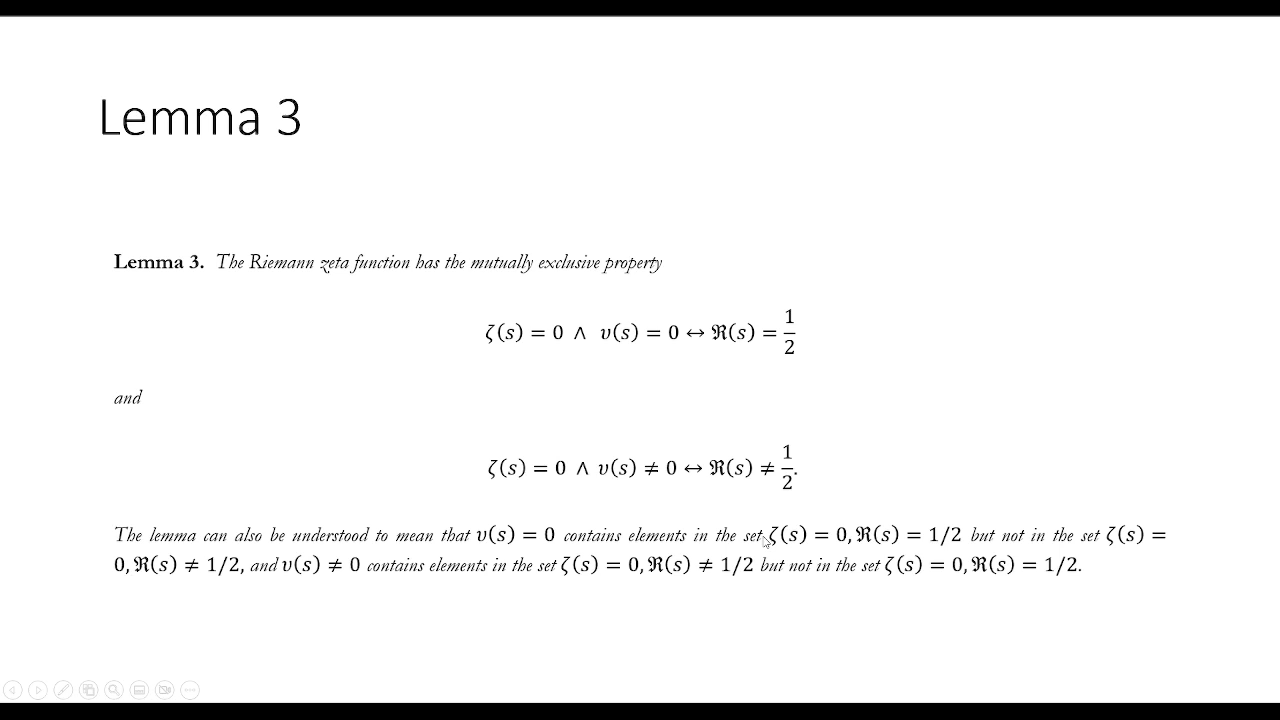 Lemma 3
Lemma 3. The Riemann zeta function has the mutually exclusive property
ζ(s) = 0 ∧ υ(s) = 0 ↔ ℜ(s) = 1/2
and
ζ(s) = 0 ∧ υ(s) ≠ 0 ↔ ℜ(s) ≠ 1/2.
The lemma can also be understood to mean that υ(s) = 0 contains elements in the set ζ(s) = 0, ℜ(s) = 1/2 but not in the set ζ(s) =
0, ℜ(s) ≠ 1/2, and υ(s) ≠ 0 contains elements in the set ζ(s) = 0, ℜ(s) ≠ 1/2 but not in the set ζ(s) = 0, ℜ(s) = 1/2.